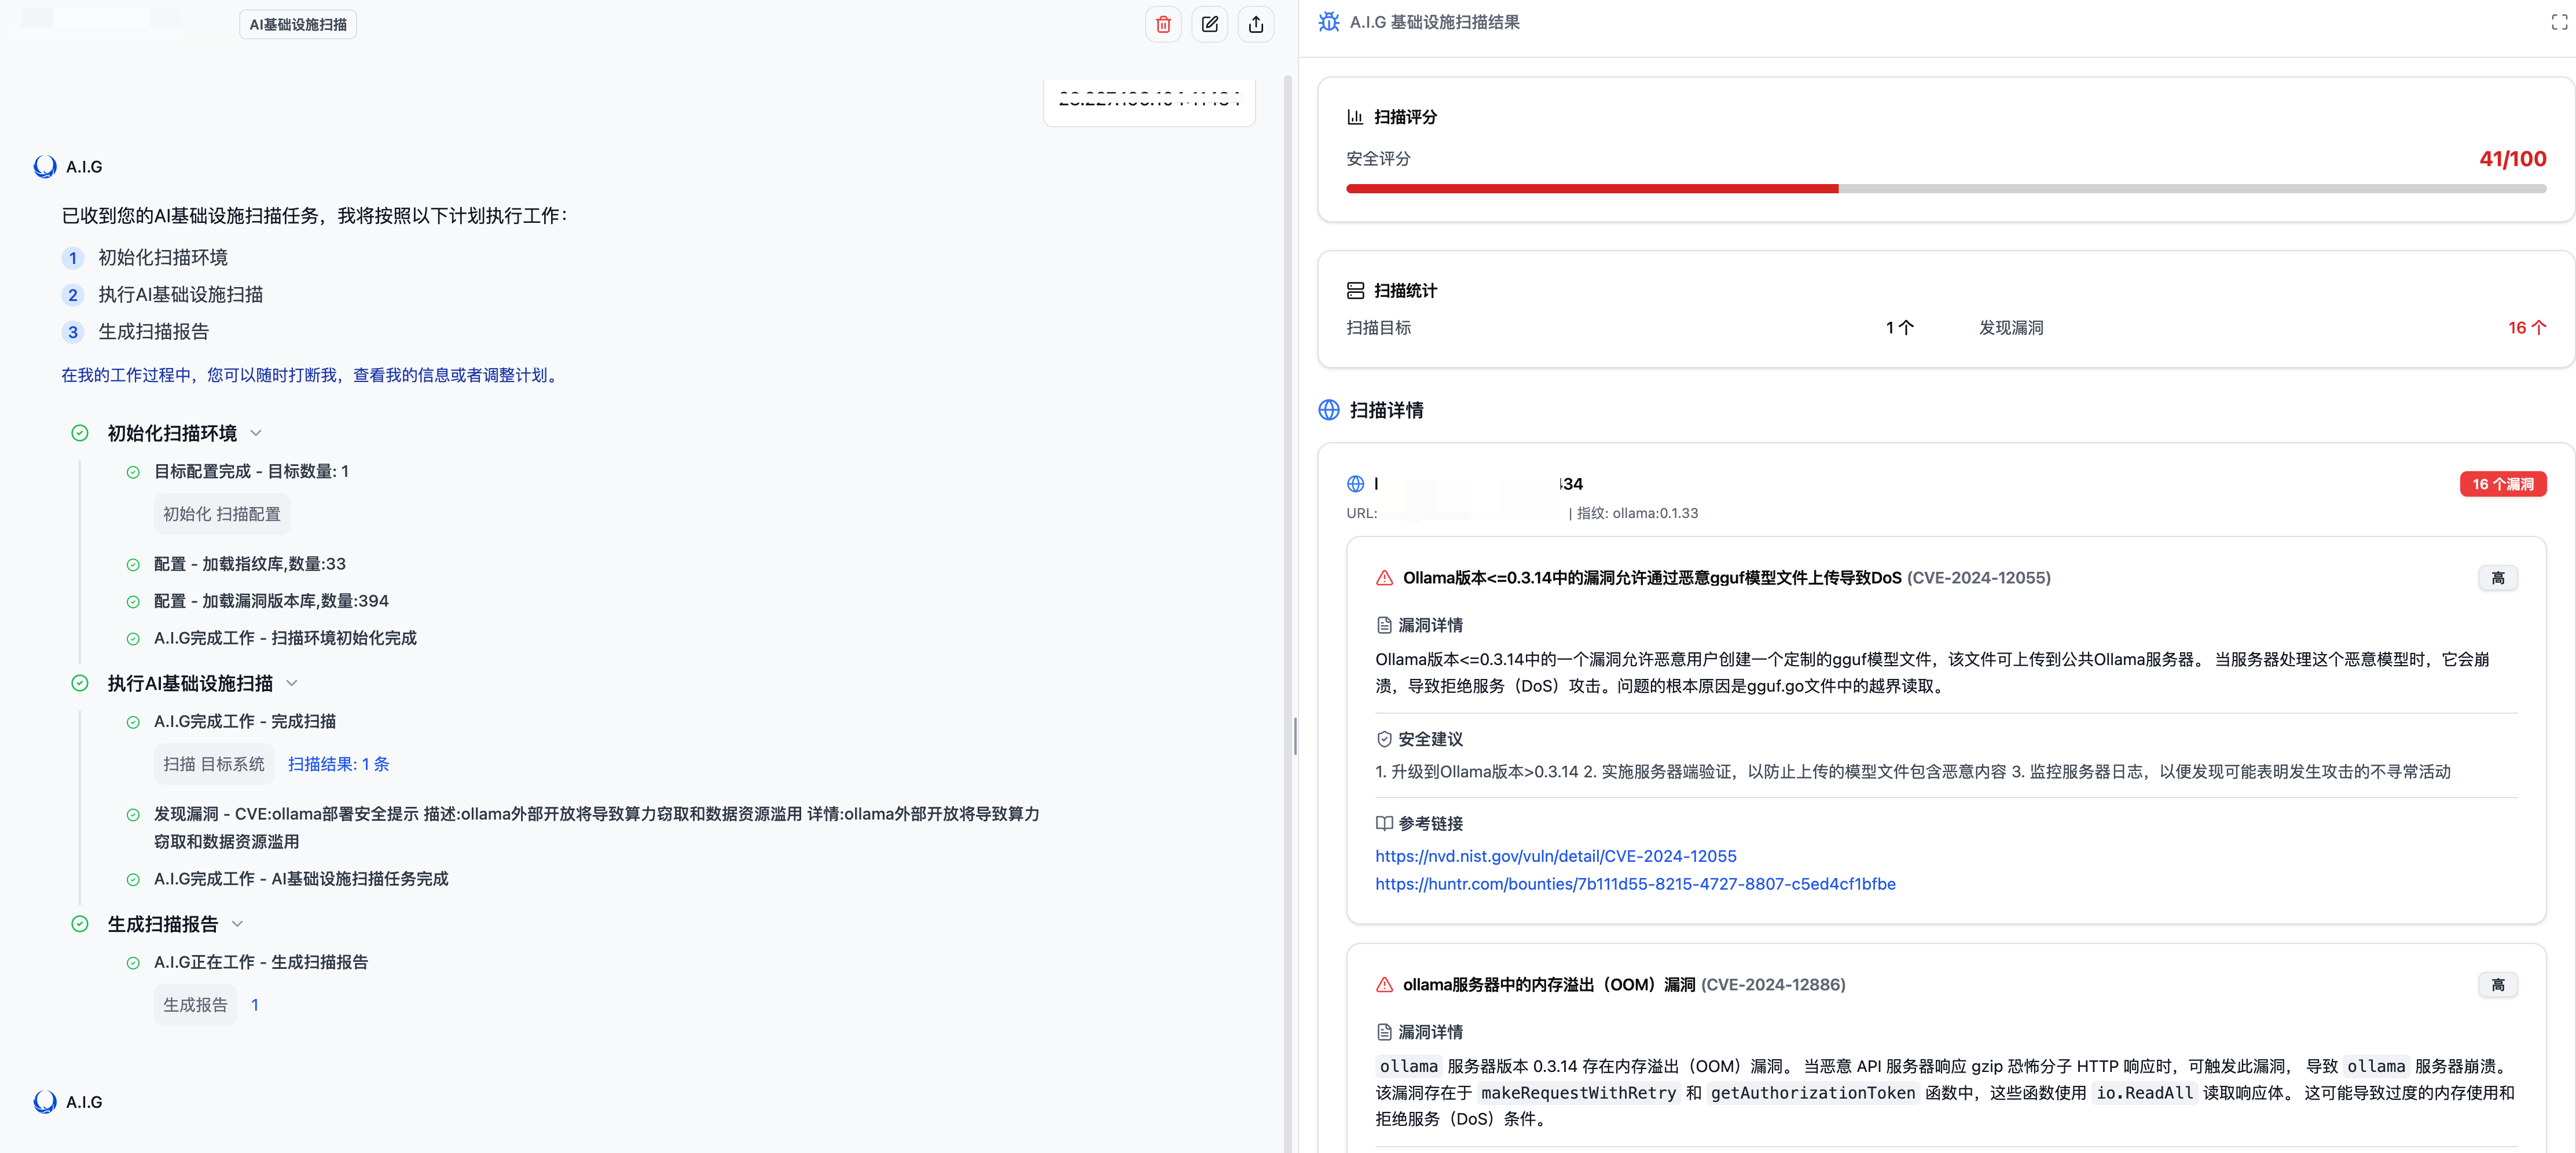 AI基础设施扫描
A.I.G
已收到您的AI基础设施扫描任务，我将按照以下计划执行工作：
1 初始化扫描环境
2 执行AI基础设施扫描
3 生成扫描报告
在我的工作过程中，您可以随时打断我，查看我的信息或者调整计划。
初始化扫描环境
目标配置完成 - 目标数量: 1
初始化 扫描配置
配置 - 加载指纹库,数量:33
配置 - 加载漏洞版本库,数量:394
A.I.G完成工作 - 扫描环境初始化完成
执行AI基础设施扫描
A.I.G完成工作 - 完成扫描
扫描 目标系统 扫描结果: 1 条
发现漏洞 - CVE:ollama部署安全提示 描述:ollama外部开放将导致算力窃取和数据资源滥用 详情:ollama外部开放将导致算力
窃取和数据资源滥用
A.I.G完成工作 - AI基础设施扫描任务完成
生成扫描报告
A.I.G正在工作 - 生成扫描报告
生成报告 1
A.I.G
A.I.G 基础设施扫描结果
扫描评分
安全评分 41/100
扫描统计
扫描目标 1 个 发现漏洞 16 个
扫描详情
434 16 个漏洞
URL: | 指纹: ollama:0.1.33
Ollama版本<=0.3.14中的漏洞允许通过恶意gguf模型文件上传导致DoS (CVE-2024-12055) 高
漏洞详情
Ollama版本<=0.3.14中的一个漏洞允许恶意用户创建一个定制的gguf模型文件，该文件可上传到公共Ollama服务器。 当服务器处理这个恶意模型时，它会崩
溃，导致拒绝服务（DoS）攻击。问题的根本原因是gguf.go文件中的越界读取。
安全建议
1. 升级到Ollama版本>0.3.14 2. 实施服务器端验证，以防止上传的模型文件包含恶意内容 3. 监控服务器日志，以便发现可能表明发生攻击的不寻常活动
参考链接
https://nvd.nist.gov/vuln/detail/CVE-2024-12055
https://huntr.com/bounties/7b111d55-8215-4727-8807-c5ed4cf1bfbe
ollama服务器中的内存溢出（OOM）漏洞 (CVE-2024-12886) 高
漏洞详情
ollama 服务器版本 0.3.14 存在内存溢出（OOM）漏洞。 当恶意 API 服务器响应 gzip 恐怖分子 HTTP 响应时，可触发此漏洞， 导致 ollama 服务器崩溃。
该漏洞存在于 makeRequestWithRetry 和 getAuthorizationToken 函数中，这些函数使用 io.ReadAll 读取响应体。 这可能导致过度的内存使用和
拒绝服务（DoS）条件。